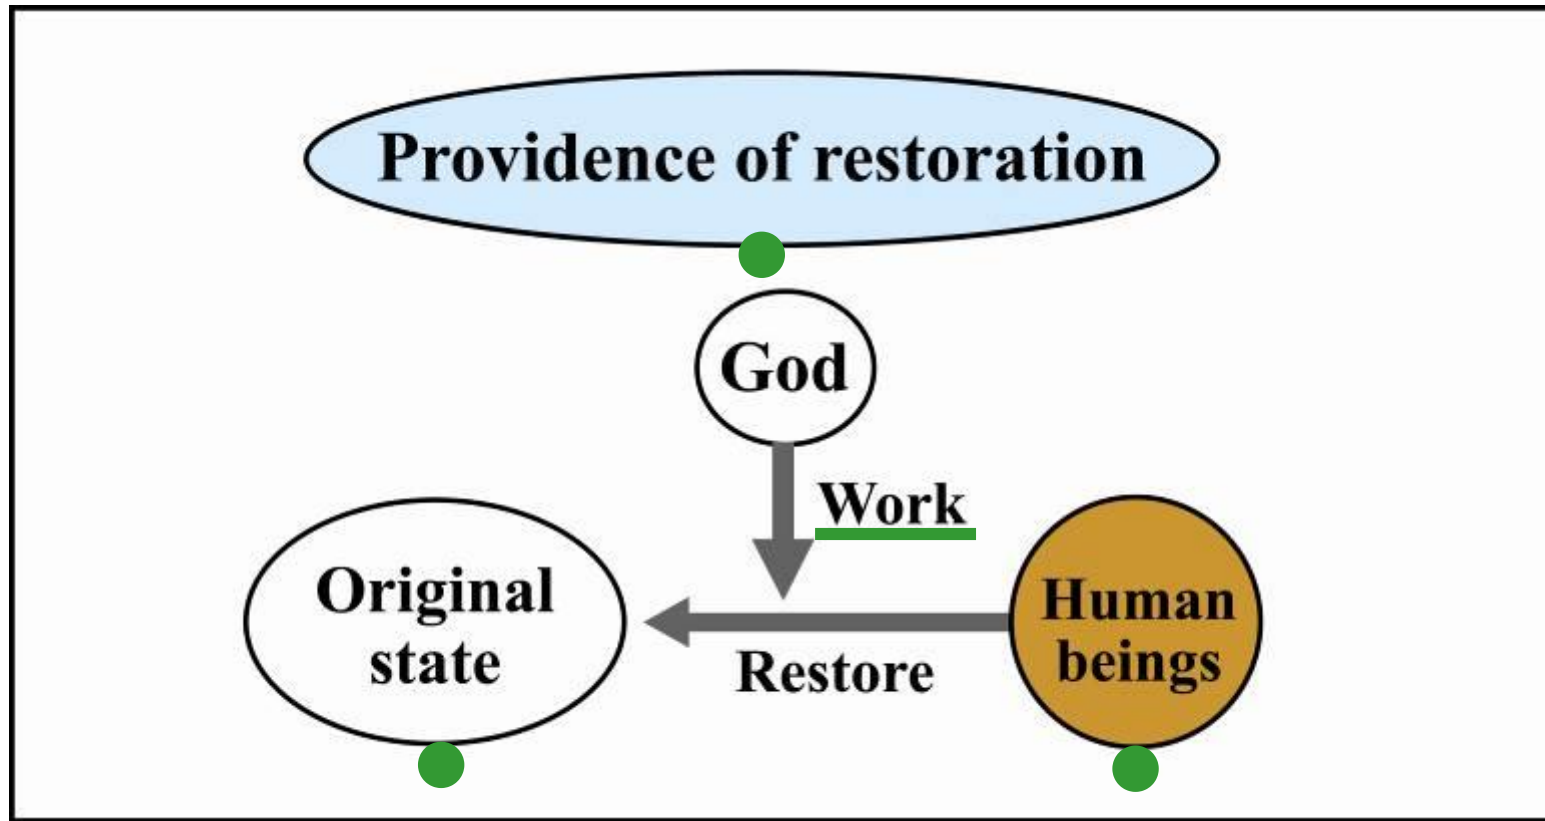 Providence of restoration
God
Work
Original
state
Human
beings
Restore